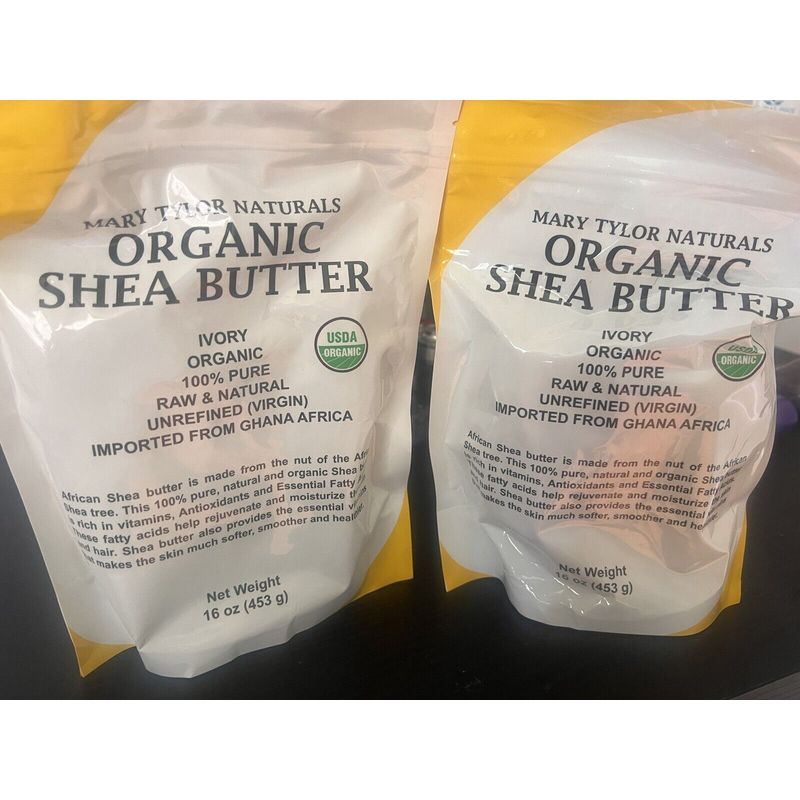 MARY TYLOR NATURALS
ORGANIC
SHEA BUTTER
IVORY
ORGANIC
100% PURE
RAW & NATURAL
UNREFINED (VIRGIN)
IMPORTED FROM GHANA AFRICA
USDA
ORGANIC
African Shea butter is made from the nut of the
Shea tree. This 100% pure, natural and organic Shea
is rich in vitamins, Antioxidants and Essential Fatty
these fatty acids help rejuvenate and moisturize
and hair. Shea butter also provides the essential
makes the skin much softer, smoother and
Net Weight
16 oz (453 g)
MARY TYLOR NATURALS
ORGANIC
SHEA BUTTER
IVORY
ORGANIC
100% PURE
RAW & NATURAL
UNREFINED (VIRGIN)
IMPORTED FROM GHANA AFRICA
USDA
ORGANIC
African Shea butter is made from the nut of the African
Shea tree. This 100% pure, natural and organic Shea
rich in vitamins, Antioxidants and Essential
fatty acids help rejuvenate and moisturize
hair. Shea butter also provides the essential
makes the skin much softer, smoother and
Net Weight
16 oz (453 g)